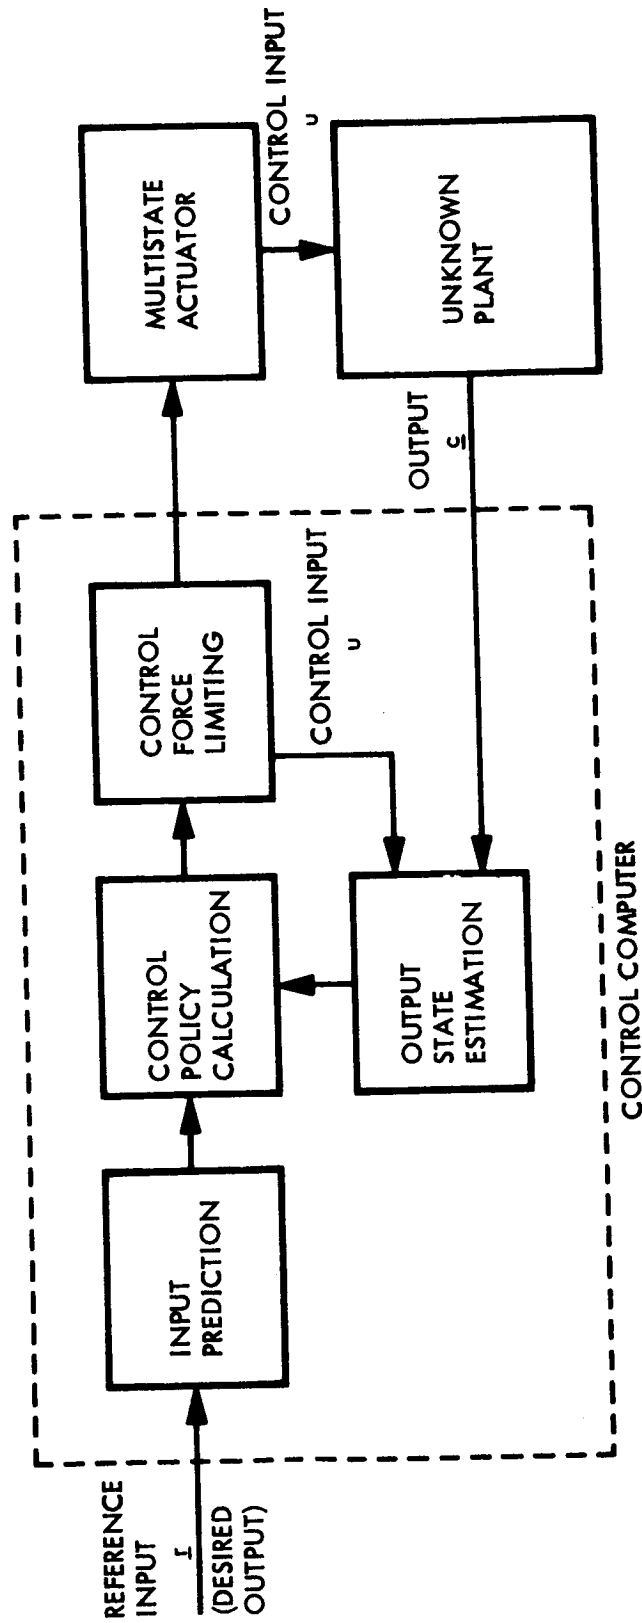 REFERENCE
INPUT
r
(DESIRED
OUTPUT)
INPUT
PREDICTION
CONTROL
POLICY
CALCULATION
CONTROL
FORCE
LIMITING
MULTISTATE
ACTUATOR
CONTROL INPUT
u
CONTROL INPUT
u
OUTPUT
c
UNKNOWN
PLANT
OUTPUT
STATE
ESTIMATION
CONTROL COMPUTER